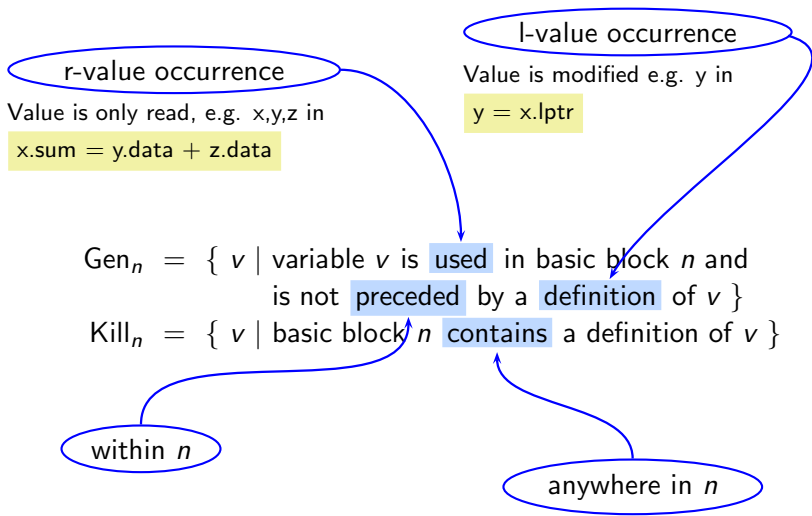 l-value occurrence
r-value occurrence
Value is modified e.g. y in
y = x.lptr
Value is only read, e.g. x,y,z in
x.sum = y.data + z.data
Genₙ = { v | variable v is used in basic block n and
is not preceded by a definition of v }
Killₙ = { v | basic block n contains a definition of v }
within n
anywhere in n